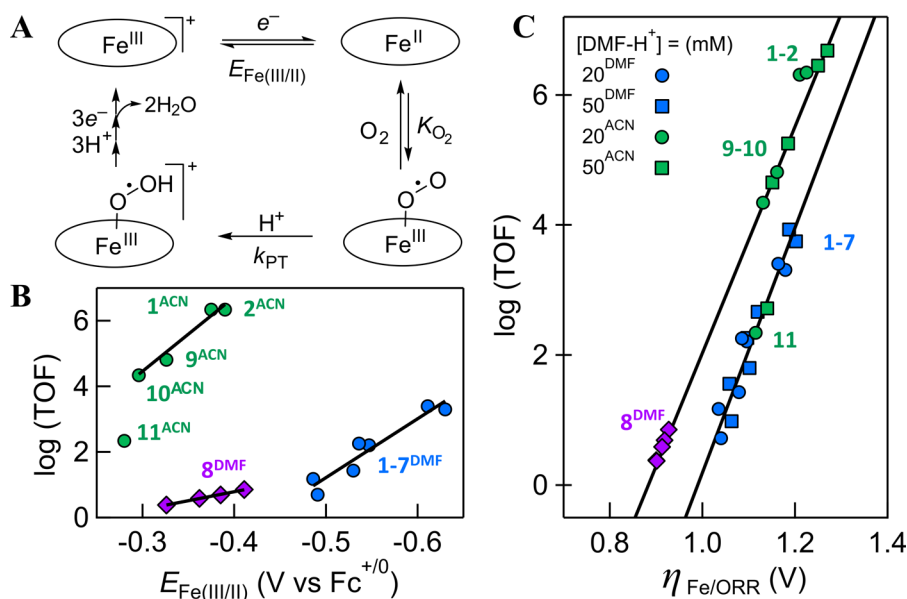 A
Fe^III
+
e⁻
E_Fe(III/II)
Fe^II
3e⁻
2H₂O
3H⁺
O₂
K_O₂
O
OH
+
Fe^III
H⁺
k_PT
O
O
Fe^III
B
log (TOF)
6
4
2
0
1^ACN
2^ACN
9^ACN
10^ACN
11^ACN
8^DMF
1-7^DMF
-0.3
-0.4
-0.5
-0.6
E_Fe(III/II) (V vs Fc^+/0)
C
log (TOF)
6
4
2
0
[DMF-H⁺] = (mM)
20^DMF
50^DMF
20^ACN
50^ACN
1-2
9-10
1-7
11
8^DMF
0.8
1.0
1.2
1.4
η Fe/ORR (V)